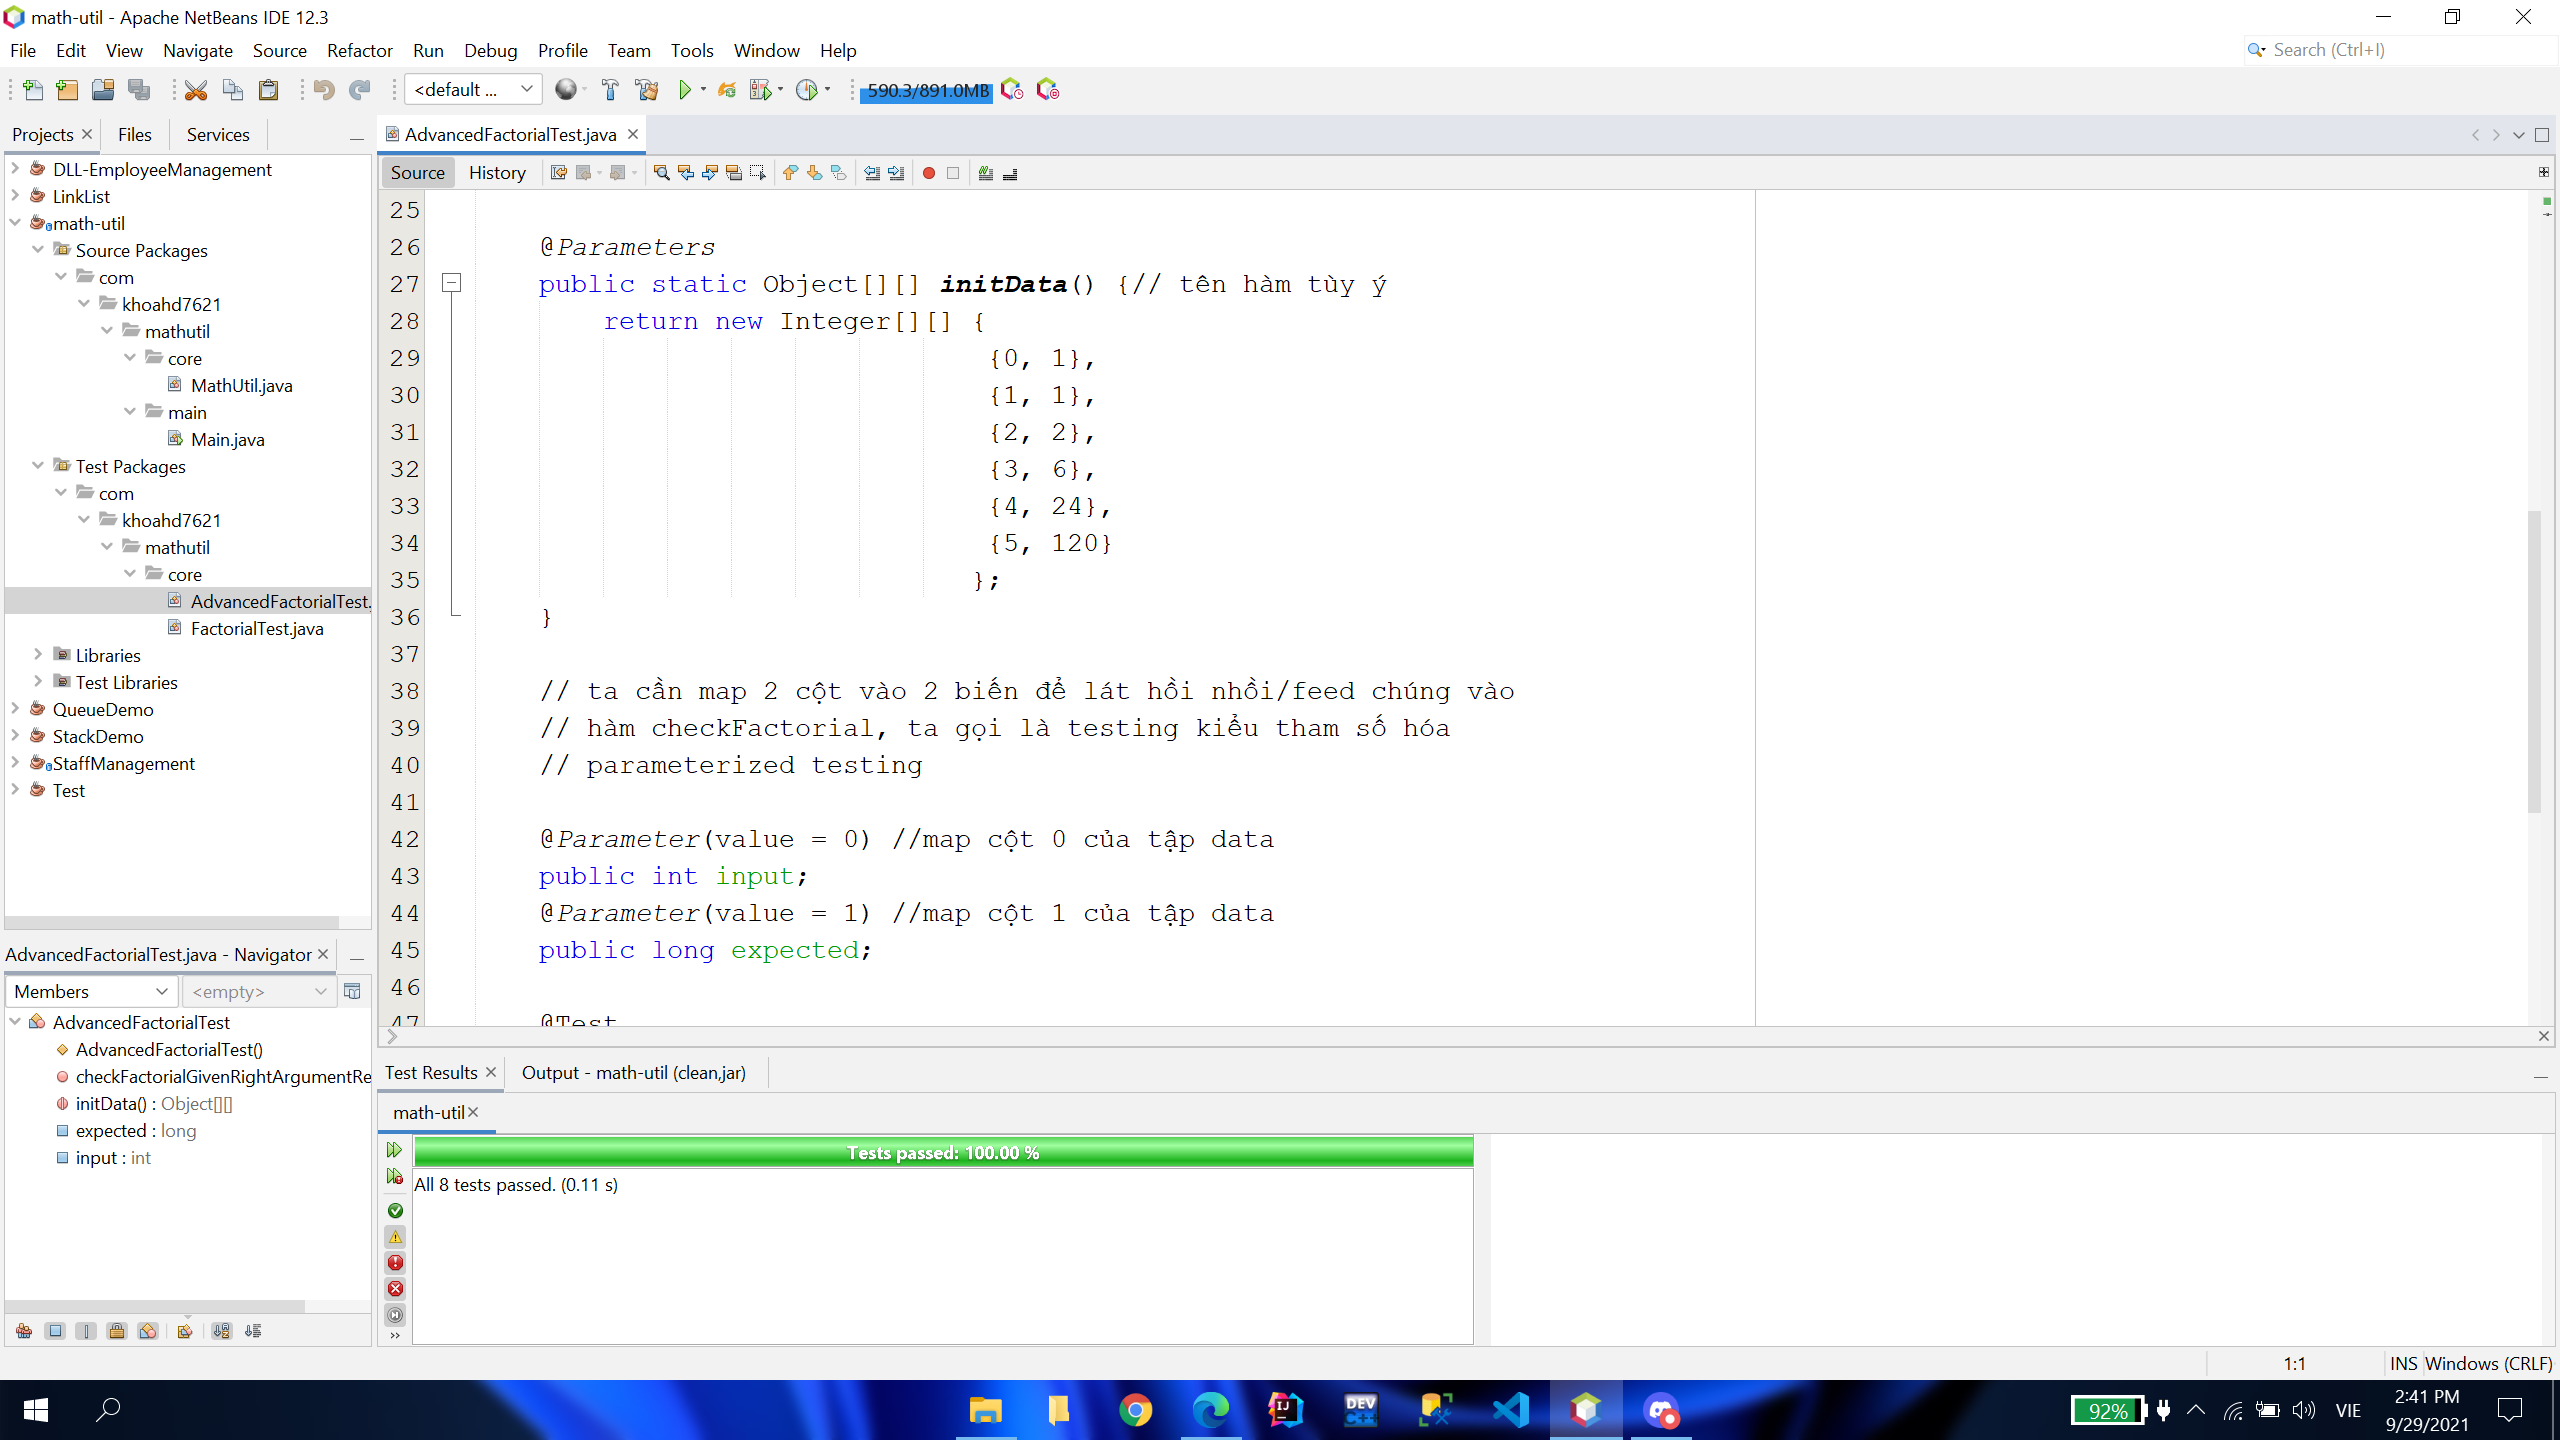 math-util - Apache NetBeans IDE 12.3
File Edit View Navigate Source Refactor Run Debug Profile Team Tools Window Help
Search (Ctrl+I)
<default ...
590.3/891.0MB
Projects Files Services
AdvancedFactorialTest.java
Source History
DLL-EmployeeManagement
LinkList
math-util
Source Packages
com
khoahd7621
mathutil
core
MathUtil.java
main
Main.java
Test Packages
com
khoahd7621
mathutil
core
AdvancedFactorialTest.
FactorialTest.java
Libraries
Test Libraries
QueueDemo
StackDemo
StaffManagement
Test
25
26 @Parameters
27 public static Object[][] initData() {// tên hàm tùy ý
28 return new Integer[][] {
29 {0, 1},
30 {1, 1},
31 {2, 2},
32 {3, 6},
33 {4, 24},
34 {5, 120}
35 };
36 }
37
38 // ta cần map 2 cột vào 2 biến để lát hồi nhồi/feed chúng vào
39 // hàm checkFactorial, ta gọi là testing kiểu tham số hóa
40 // parameterized testing
41
42 @Parameter(value = 0) //map cột 0 của tập data
43 public int input;
44 @Parameter(value = 1) //map cột 1 của tập data
45 public long expected;
46
47 @Test
AdvancedFactorialTest.java - Navigator
Members <empty>
AdvancedFactorialTest
AdvancedFactorialTest()
checkFactorialGivenRightArgumentRe
initData() : Object[][]
expected : long
input : int
Test Results Output - math-util (clean,jar)
math-util
Tests passed: 100.00 %
All 8 tests passed. (0.11 s)
1:1 INS Windows (CRLF)
IJ
DEV
C++
92%
VIE
2:41 PM
9/29/2021